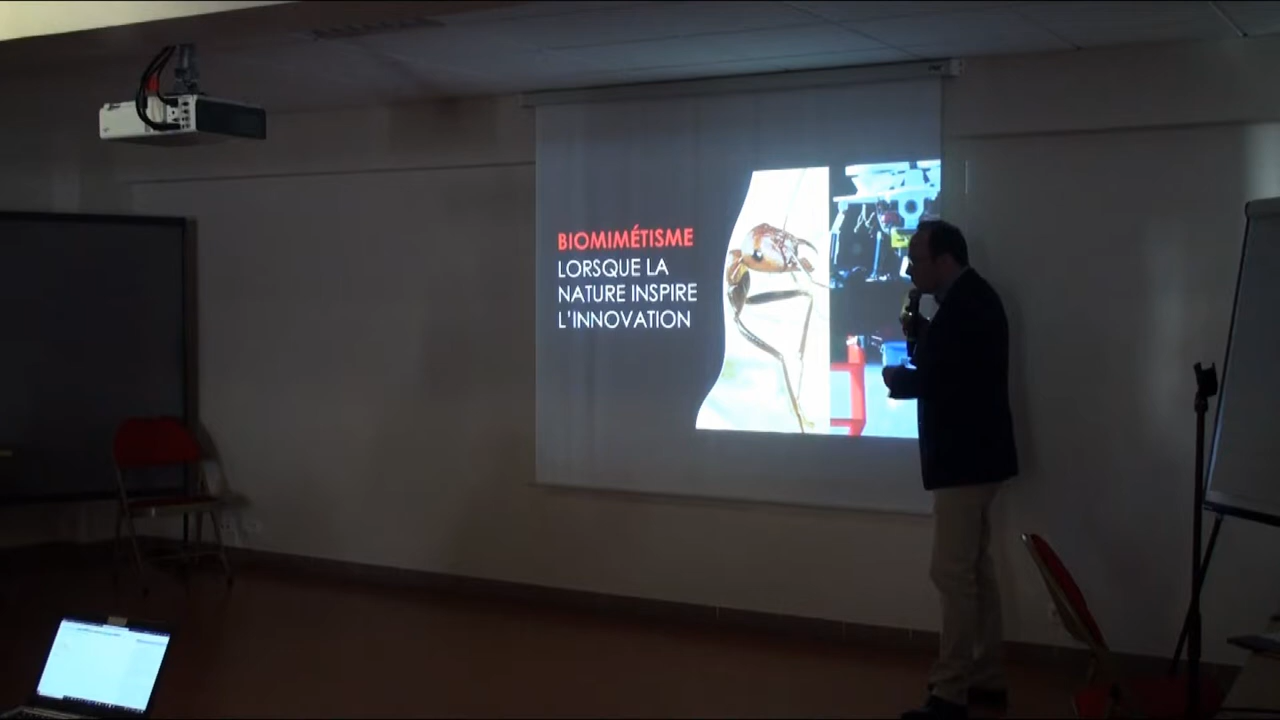 BIOMIMÉTISME
LORSQUE LA
NATURE INSPIRE
L'INNOVATION